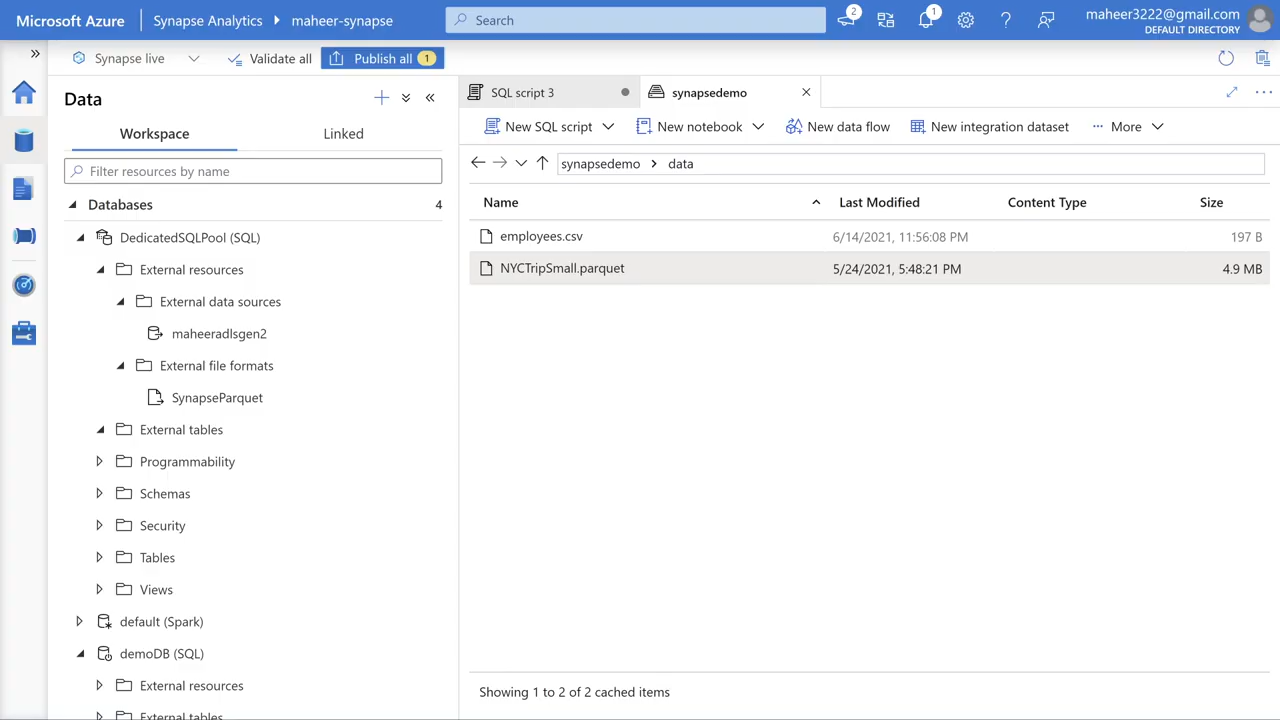 Microsoft Azure
Synapse Analytics
maheer-synapse
Search
2
1
maheer3222@gmail.com
DEFAULT DIRECTORY
Synapse live
Validate all
Publish all 1
Data
Workspace
Linked
Filter resources by name
Databases 4
DedicatedSQLPool (SQL)
External resources
External data sources
maheeradlsgen2
External file formats
SynapseParquet
External tables
Programmability
Schemas
Security
Tables
Views
default (Spark)
demoDB (SQL)
External resources
External tables
SQL script 3
synapsedemo
New SQL script
New notebook
New data flow
New integration dataset
More
synapsedemo
data
Name Last Modified Content Type Size
employees.csv 6/14/2021, 11:56:08 PM 197 B
NYCTripSmall.parquet 5/24/2021, 5:48:21 PM 4.9 MB
Showing 1 to 2 of 2 cached items